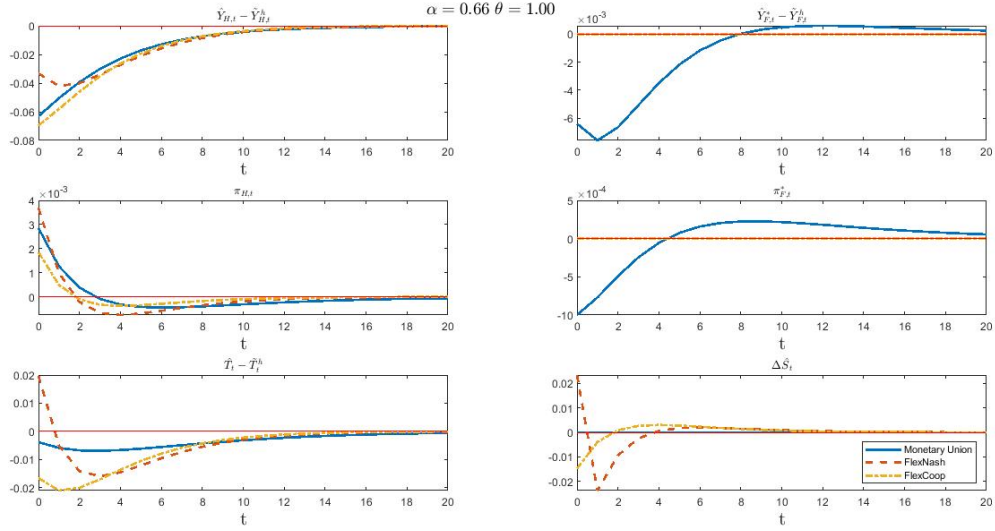 α = 0.66 θ = 1.00
Ŷ_{H,t} − Ỹ^h_{H,t}
0
-0.02
-0.04
-0.06
-0.08
0 2 4 6 8 10 12 14 16 18 20
t
Ŷ*_{F,t} − Ỹ^h_{F,t}
×10^{-3}
0
-2
-4
-6
0 2 4 6 8 10 12 14 16 18 20
t
π_{H,t}
×10^{-3}
4
3
2
1
0
0 2 4 6 8 10 12 14 16 18 20
t
π*_{F,t}
×10^{-4}
5
0
-5
-10
0 2 4 6 8 10 12 14 16 18 20
t
T̂_t − T̃^h_t
0.02
0.01
0
-0.01
-0.02
0 2 4 6 8 10 12 14 16 18 20
t
ΔŜ_t
0.02
0.01
0
-0.01
-0.02
Monetary Union
FlexNash
FlexCoop
0 2 4 6 8 10 12 14 16 18 20
t